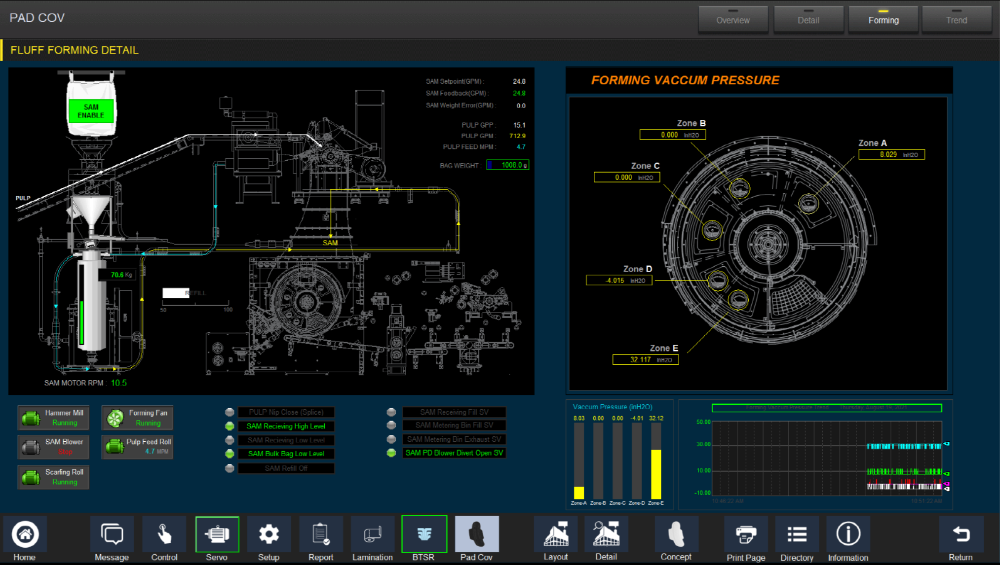 PAD COV
Overview
Detail
Forming
Trend
FLUFF FORMING DETAIL
SAM
ENABLE
SAM Setpoint(GPM) : 24.8
SAM Feedback(GPM) : 24.8
SAM Weight Error(GPM) : 0.0
PULP GPP : 15.1
PULP GPM : 712.9
PULP FEED MPM : 4.7
BAG WEIGHT : 1008.0 g
PULP
SAM
70.6 Kg
REFILL
50 100
SAM MOTOR RPM : 10.5
FORMING VACCUM PRESSURE
Zone B
0.000 InH2O
Zone A
8.029 InH2O
Zone C
0.000 InH2O
Zone D
-4.015 InH2O
Zone E
32.117 InH2O
Hammer Mill
Running
Forming Fan
Running
SAM Blower
Stop
Pulp Feed Roll
4.7 MPM
Scarfing Roll
Running
PULP Nip Close (Splice)
SAM Recieving High Level
SAM Recieving Low Level
SAM Bulk Bag Low Level
SAM Refill Off
SAM Receiving Fill SV
SAM Metering Bin Fill SV
SAM Metering Bin Exhaust SV
SAM PD Blower Divert Open SV
Vaccum Pressure (inH2O)
8.03 0.00 0.00 -4.01 32.12
Zone-A Zone-B Zone-C Zone-D Zone-E
Forming Vaccum Pressure Trend Thursday, August 19, 2021
50.00
30.00
10.00
-10.00
10:46:22 AM 10:51:22 AM
Home
Message
Control
Servo
Setup
Report
Lamination
BTSR
Pad Cov
Layout
Detail
Concept
Print Page
Directory
Information
Return